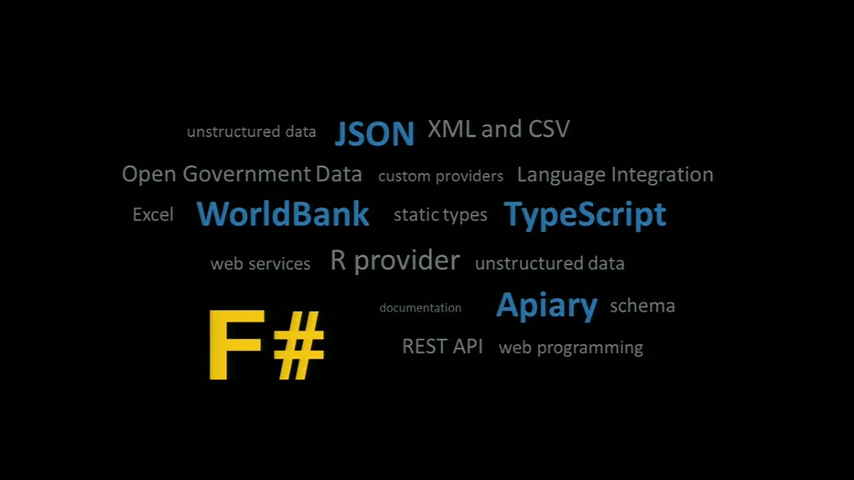 unstructured data JSON XML and CSV
Open Government Data custom providers Language Integration
Excel WorldBank static types TypeScript
web services R provider unstructured data
documentation Apiary schema
F# REST API web programming